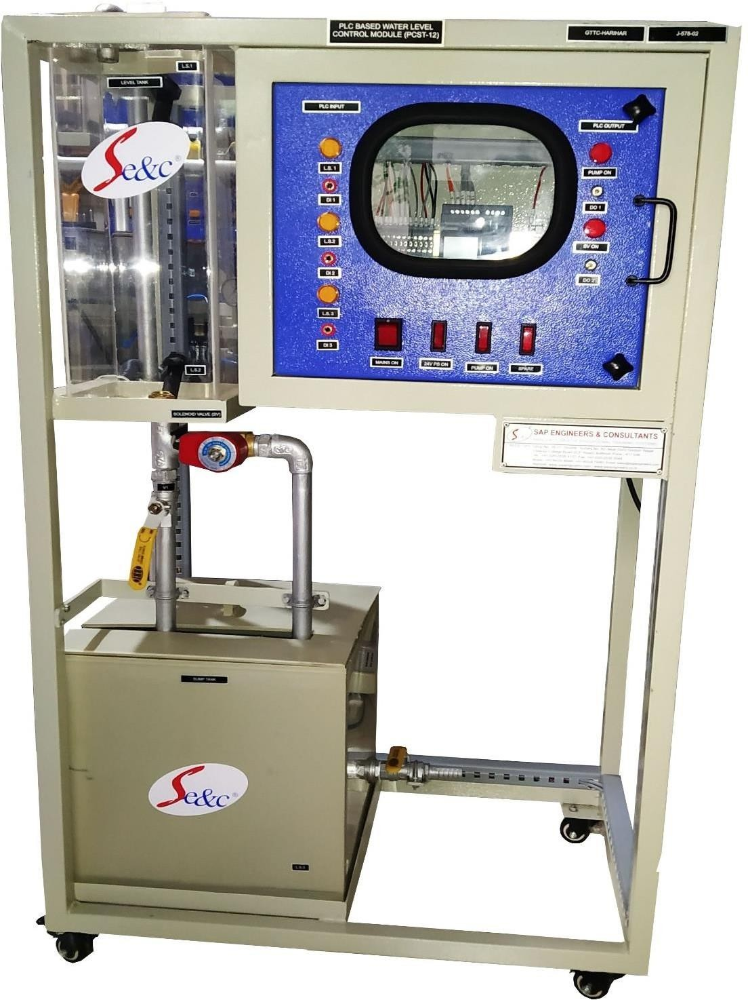 PLC BASED WATER LEVEL
CONTROL MODULE (PCST-12)
GTTC-HARIHAR
J-578-02
L.S.1
LEVEL TANK
Se&c®
PLC INPUT
L.S. 1
DI 1
L.S.2
DI 2
L.S. 3
DI 3
PLC OUTPUT
PUMP ON
DO 1
SV ON
DO 2
MAINS ON
24V PS ON
PUMP ON
SPARE
L.S.2
SOLENOID VALVE (SV)
SAP ENGINEERS & CONSULTANTS
V1
SUMP TANK
Se&c®
L.S.3